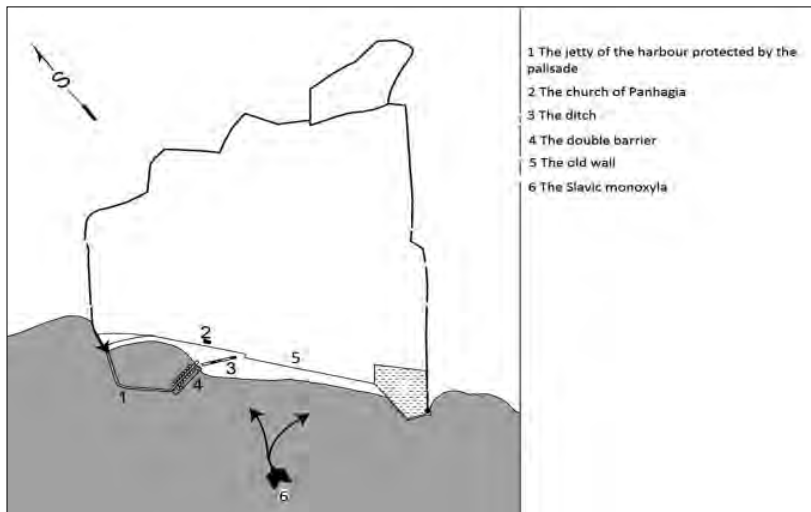 S
1 The jetty of the harbour protected by the
palisade
2 The church of Panhagia
3 The ditch
4 The double barrier
5 The old wall
6 The Slavic monoxyla
2
5
3
4
1
6